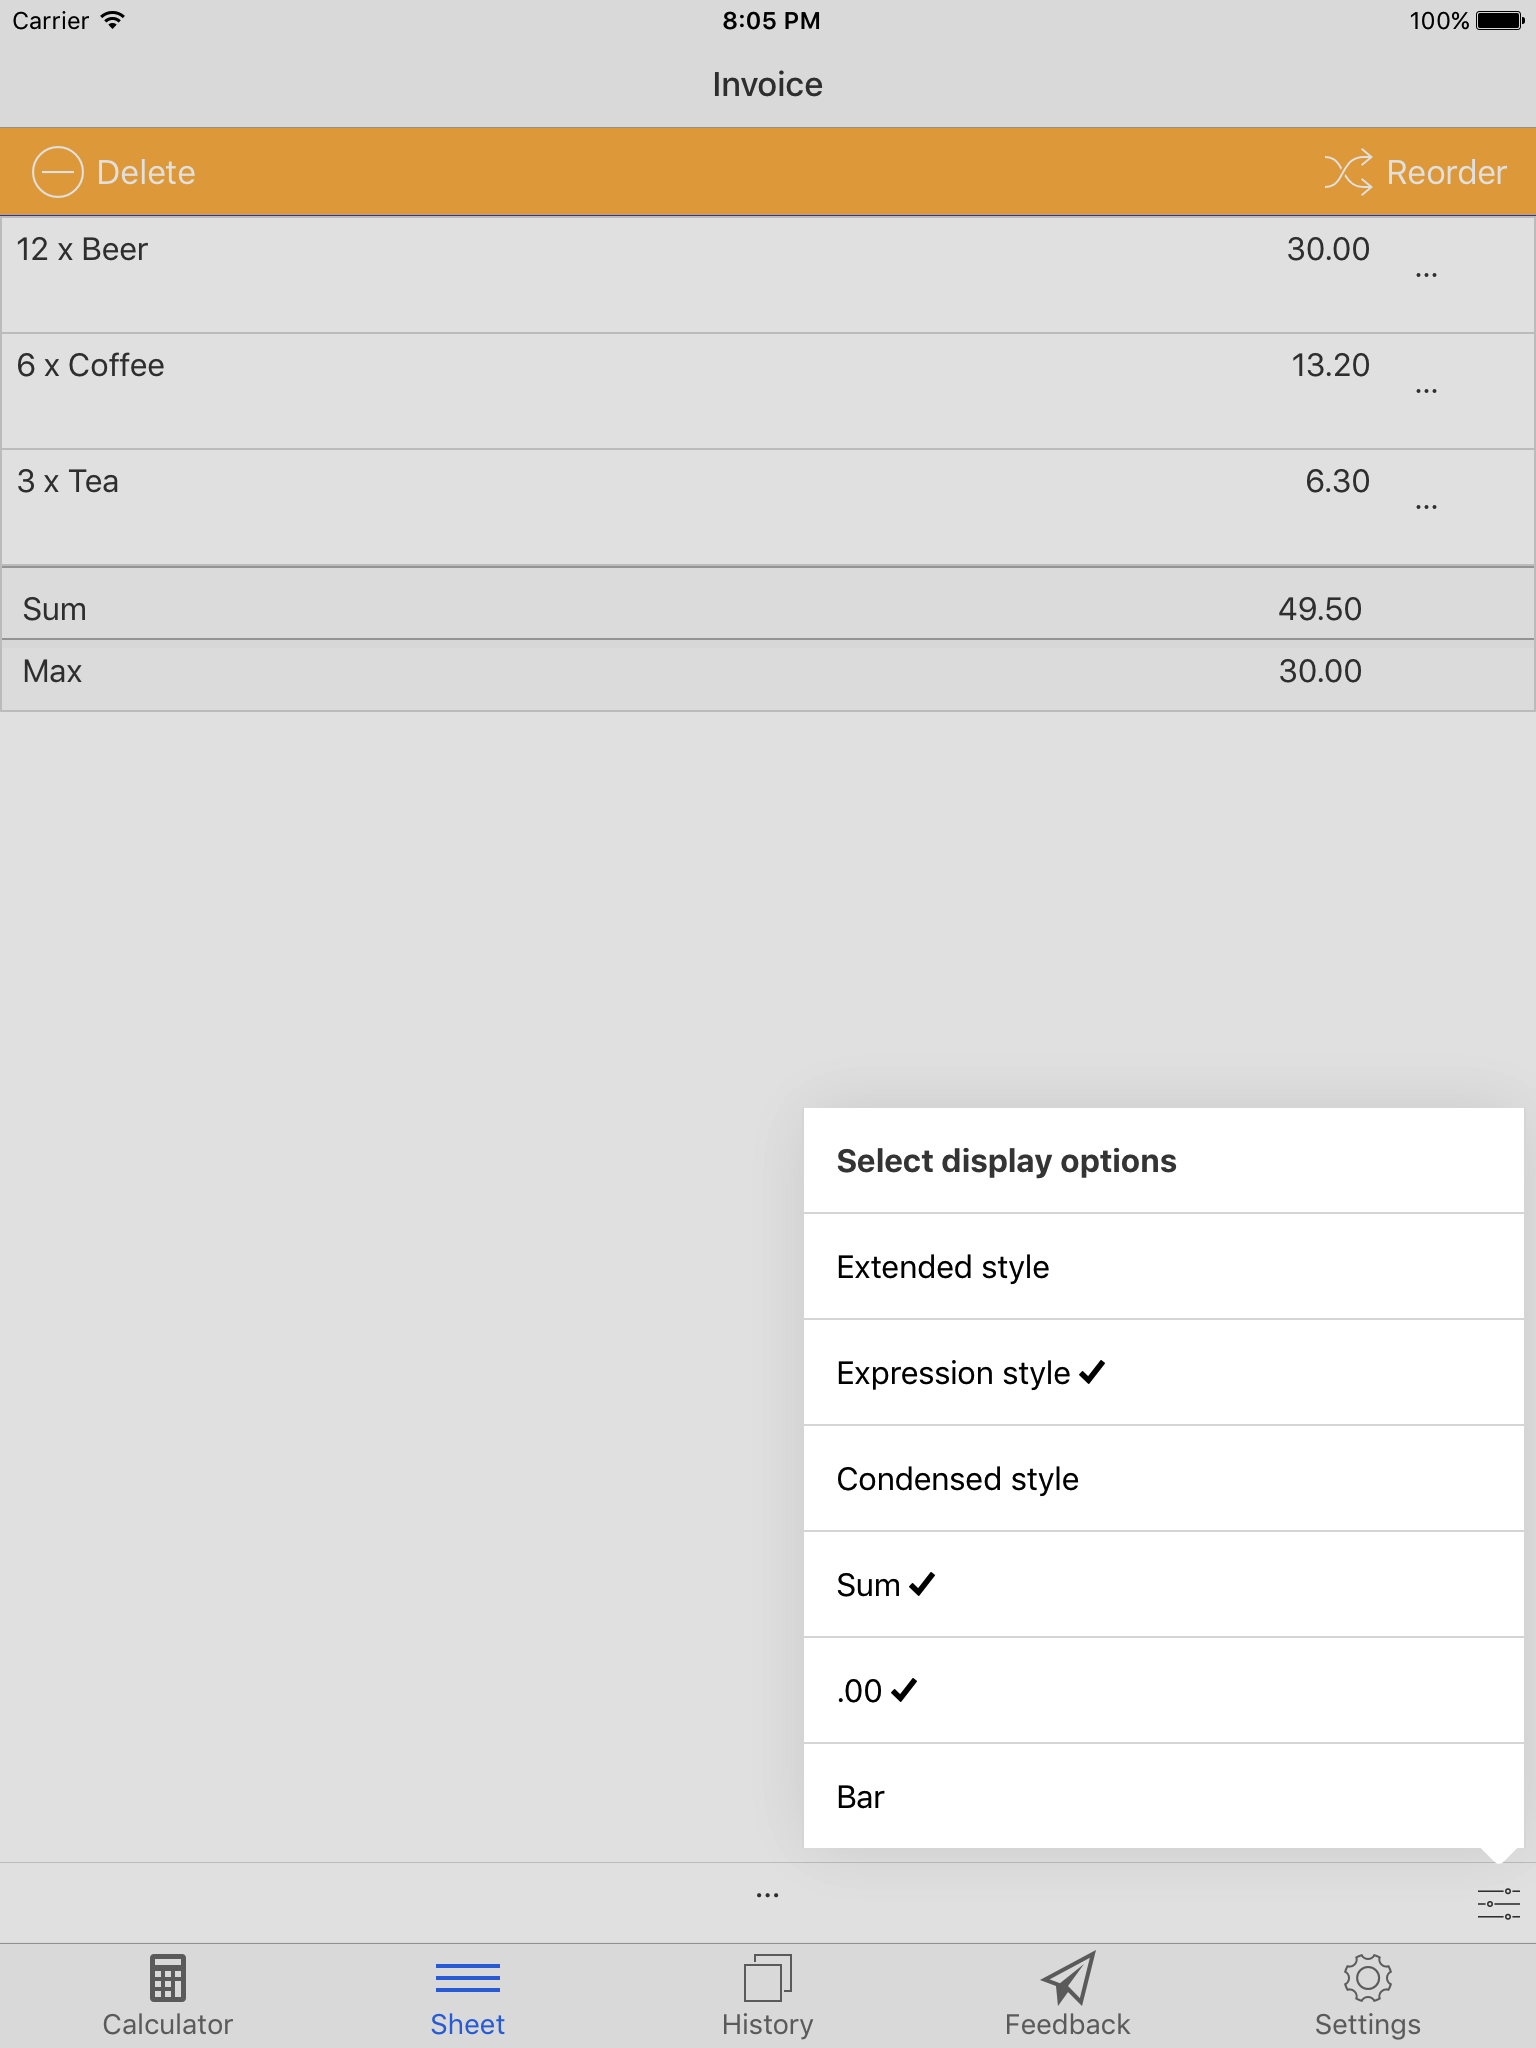 Carrier 8:05 PM 100%
Invoice
Delete Reorder
12 x Beer 30.00 ...
6 x Coffee 13.20 ...
3 x Tea 6.30 ...
Sum 49.50
Max 30.00
Select display options
Extended style
Expression style ✔
Condensed style
Sum ✔
.00 ✔
Bar
...
Calculator Sheet History Feedback Settings